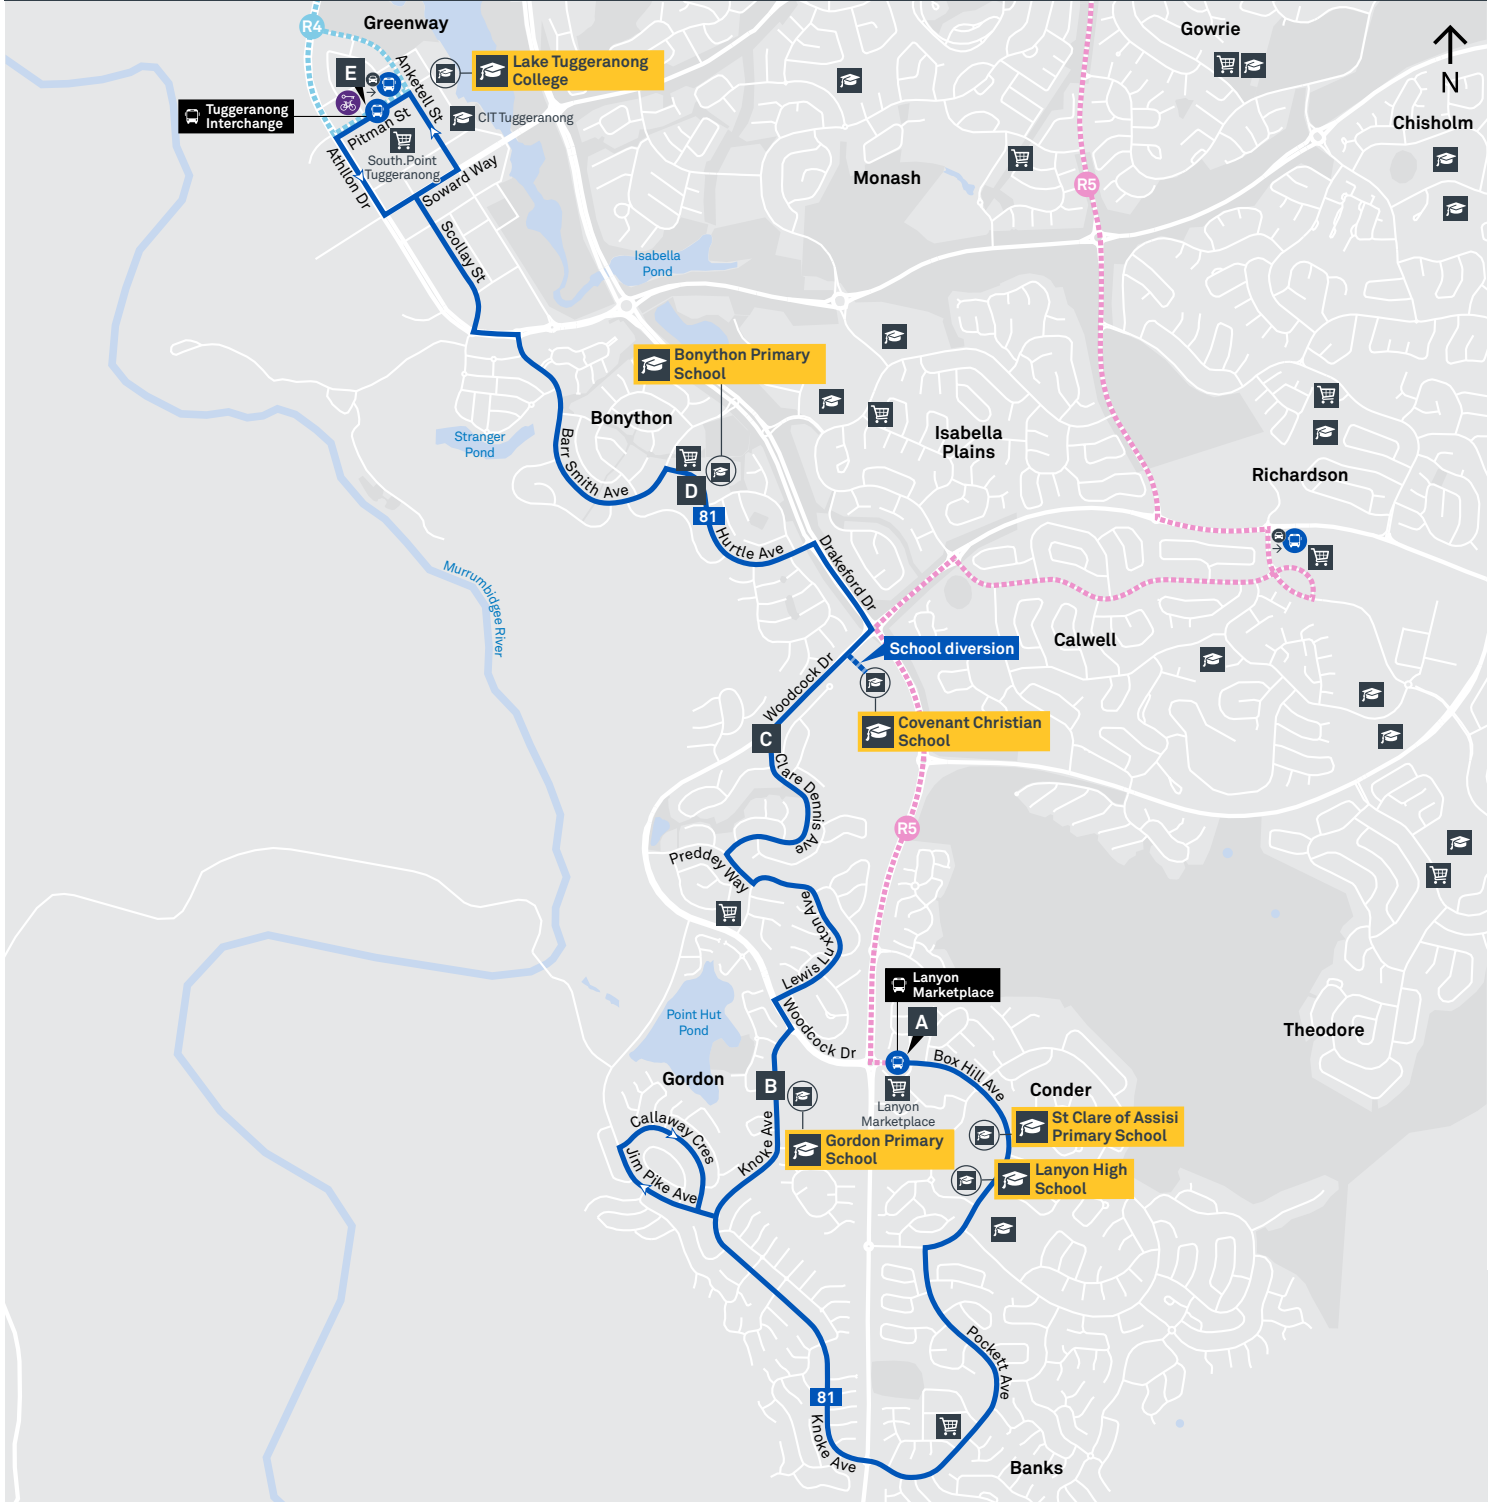 R4
Greenway
Gowrie
N
Lake Tuggeranong
College
E
Anketell St
Tuggeranong
Interchange
Pitman St
CIT Tuggeranong
Chisholm
South.Point
Tuggeranong
Athllon Dr
Soward Way
Monash
R5
Scollay St
Isabella
Pond
Bonython Primary
School
Bonython
Stranger
Pond
Barr Smith Ave
Isabella
Plains
Richardson
D
81
Hurtle Ave
Drakeford Dr
Murrumbidgee River
School diversion
Calwell
Woodcock Dr
Covenant Christian
School
C
Clare Dennis Ave
R5
Preddey Way
Lewis Luxton Ave
Lanyon
Marketplace
A
Woodcock Dr
Point Hut
Pond
Theodore
Box Hill Ave
Gordon
B
Conder
Lanyon
Marketplace
St Clare of Assisi
Primary School
Callaway Cres
Knoke Ave
Gordon Primary
School
Jim Pike Ave
Lanyon High
School
Pockett Ave
81
Knoke Ave
Banks